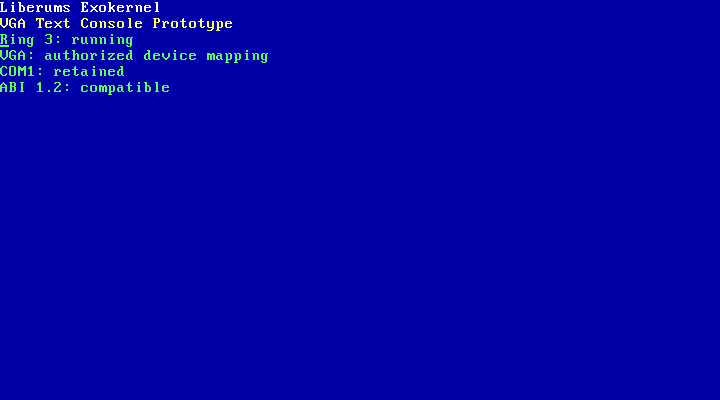 Liberums Exokernel
VGA Text Console Prototype
Ring 3: running
VGA: authorized device mapping
COM1: retained
ABI 1.2: compatible